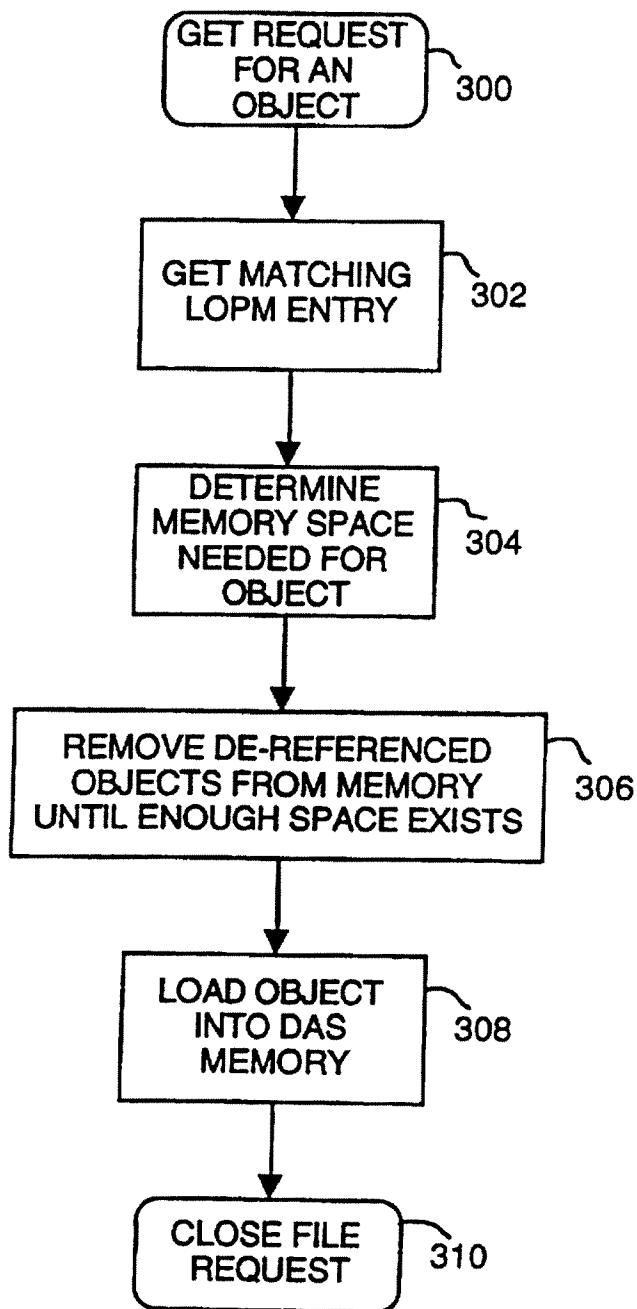 GET REQUEST
FOR AN
OBJECT
300
GET MATCHING
LOPM ENTRY
302
DETERMINE
MEMORY SPACE
NEEDED FOR
OBJECT
304
REMOVE DE-REFERENCED
OBJECTS FROM MEMORY
UNTIL ENOUGH SPACE EXISTS
306
LOAD OBJECT
INTO DAS
MEMORY
308
CLOSE FILE
REQUEST
310